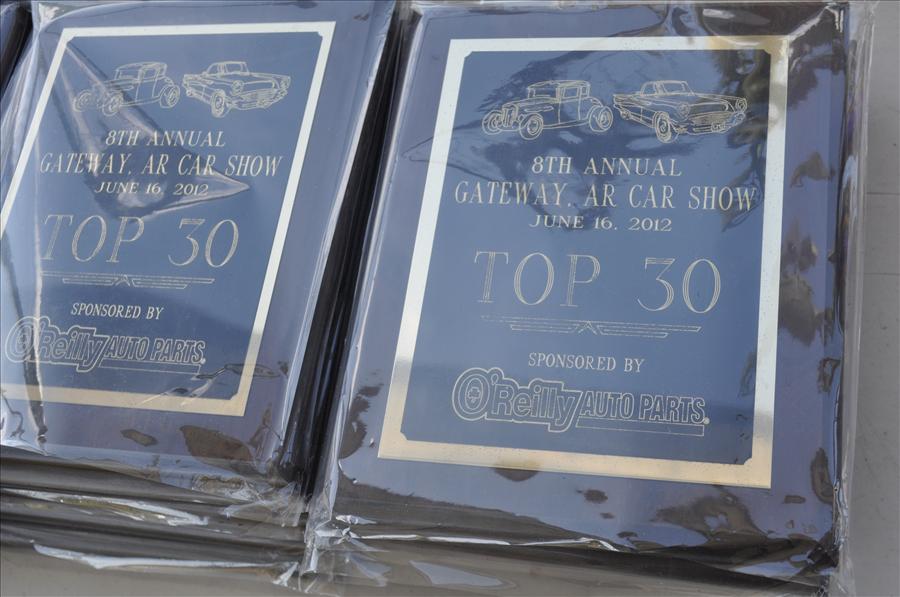 8TH ANNUAL
GATEWAY, AR CAR SHOW
JUNE 16, 2012
TOP 30
SPONSORED BY
O'Reilly AUTO PARTS®
8TH ANNUAL
GATEWAY, AR CAR SHOW
JUNE 16, 2012
TOP 30
SPONSORED BY
O'Reilly AUTO PARTS®